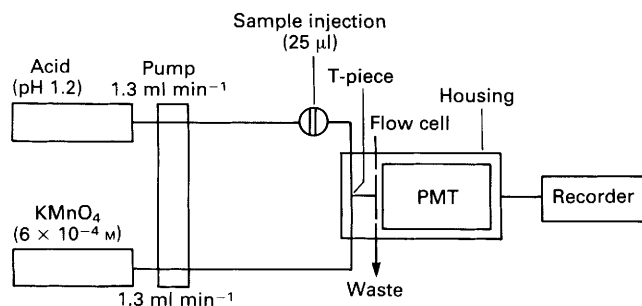 Sample injection
(25 µl)
Acid
(pH 1.2)
Pump
1.3 ml min⁻¹
T-piece
Housing
Flow cell
PMT
Recorder
KMnO₄
(6 × 10⁻⁴ M)
1.3 ml min⁻¹
Waste